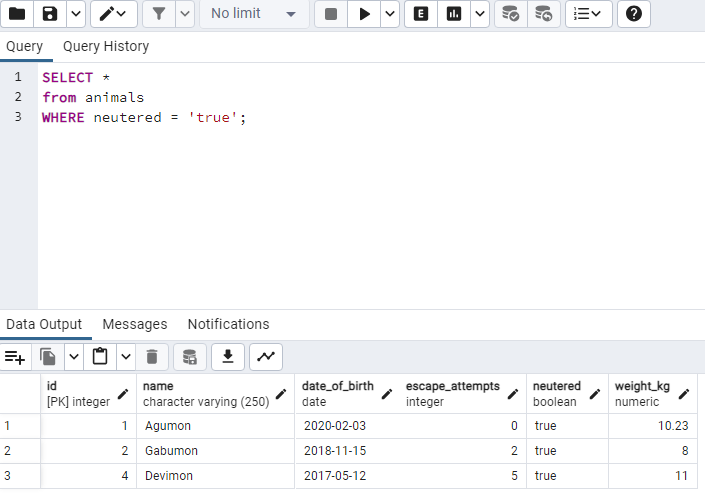 No limit
E
Query Query History
1 SELECT *
2 from animals
3 WHERE neutered = 'true';
Data Output Messages Notifications
id name date_of_birth escape_attempts neutered weight_kg
[PK] integer character varying (250) date integer boolean numeric
1 1 Agumon 2020-02-03 0 true 10.23
2 2 Gabumon 2018-11-15 2 true 8
3 4 Devimon 2017-05-12 5 true 11